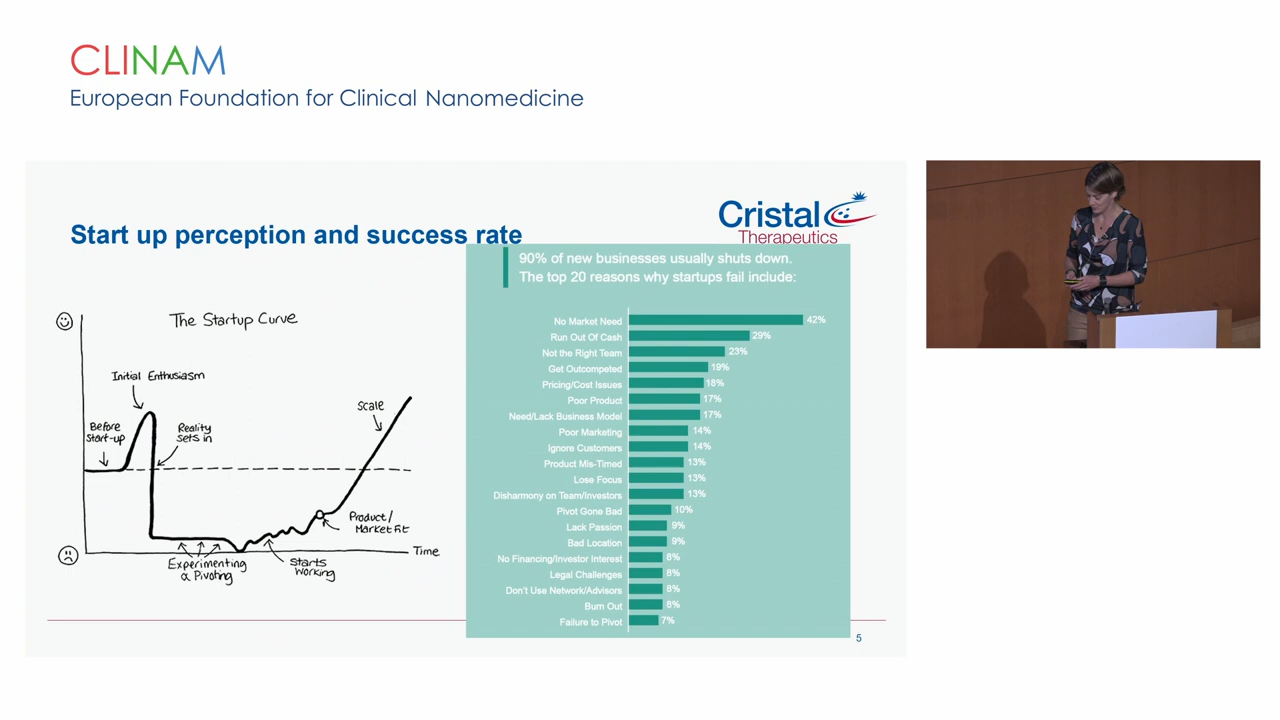 CLINAM
European Foundation for Clinical Nanomedicine
Start up perception and success rate
Cristal
Therapeutics
The Startup Curve
Initial Enthusiasm
Before
start-up
Reality
sets in
scale
Product/
Market Fit
Time
Experimenting
& Pivoting
Starts
Working
90% of new businesses usually shuts down.
The top 20 reasons why startups fail include:
No Market Need 42%
Run Out Of Cash 29%
Not the Right Team 23%
Get Outcompeted 19%
Pricing/Cost Issues 18%
Poor Product 17%
Need/Lack Business Model 17%
Poor Marketing 14%
Ignore Customers 14%
Product Mis-Timed 13%
Lose Focus 13%
Disharmony on Team/Investors 13%
Pivot Gone Bad 10%
Lack Passion 9%
Bad Location 9%
No Financing/Investor Interest 8%
Legal Challenges 8%
Don't Use Network/Advisors 8%
Burn Out 8%
Failure to Pivot 7%
5